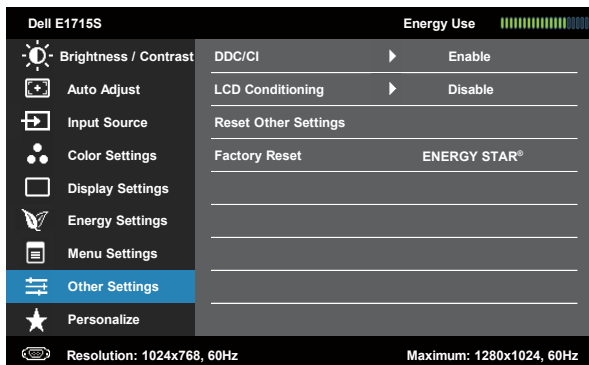 Dell E1715S Energy Use
Brightness / Contrast DDC/CI Enable
Auto Adjust LCD Conditioning Disable
Input Source Reset Other Settings
Color Settings Factory Reset ENERGY STAR®
Display Settings
Energy Settings
Menu Settings
Other Settings
Personalize
Resolution: 1024x768, 60Hz Maximum: 1280x1024, 60Hz